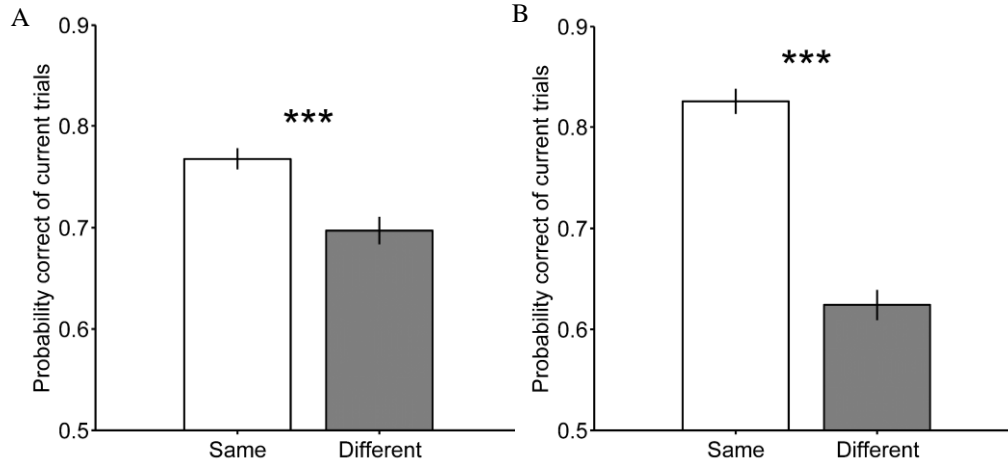 A
Probability correct of current trials
0.9
0.8
0.7
0.6
0.5
***
Same Different
B
Probability correct of current trials
0.9
0.8
0.7
0.6
0.5
***
Same Different